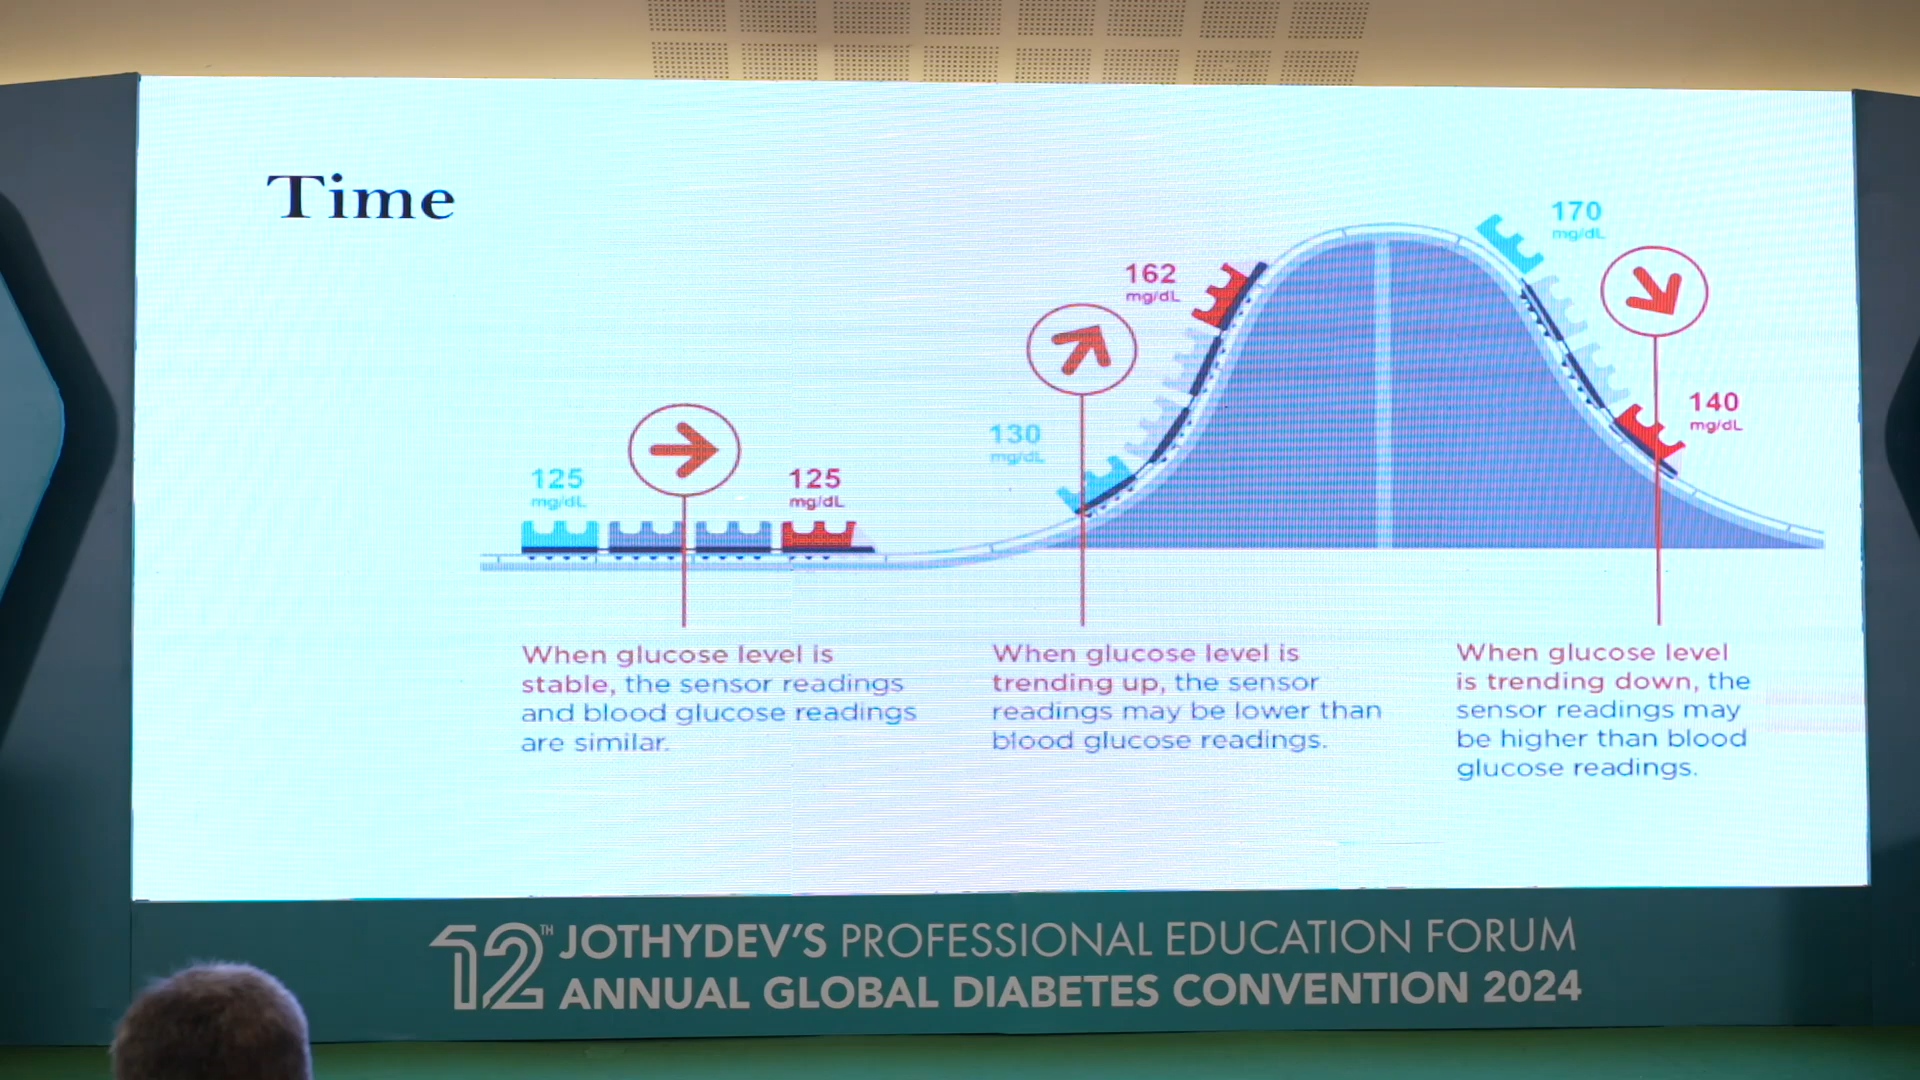 Time
170
mg/dL
162
mg/dL
140
mg/dL
130
mg/dL
125
mg/dL
125
mg/dL
When glucose level is
stable, the sensor readings
and blood glucose readings
are similar.
When glucose level is
trending up, the sensor
readings may be lower than
blood glucose readings.
When glucose level
is trending down, the
sensor readings may
be higher than blood
glucose readings.
12TH JOTHYDEV'S PROFESSIONAL EDUCATION FORUM
ANNUAL GLOBAL DIABETES CONVENTION 2024